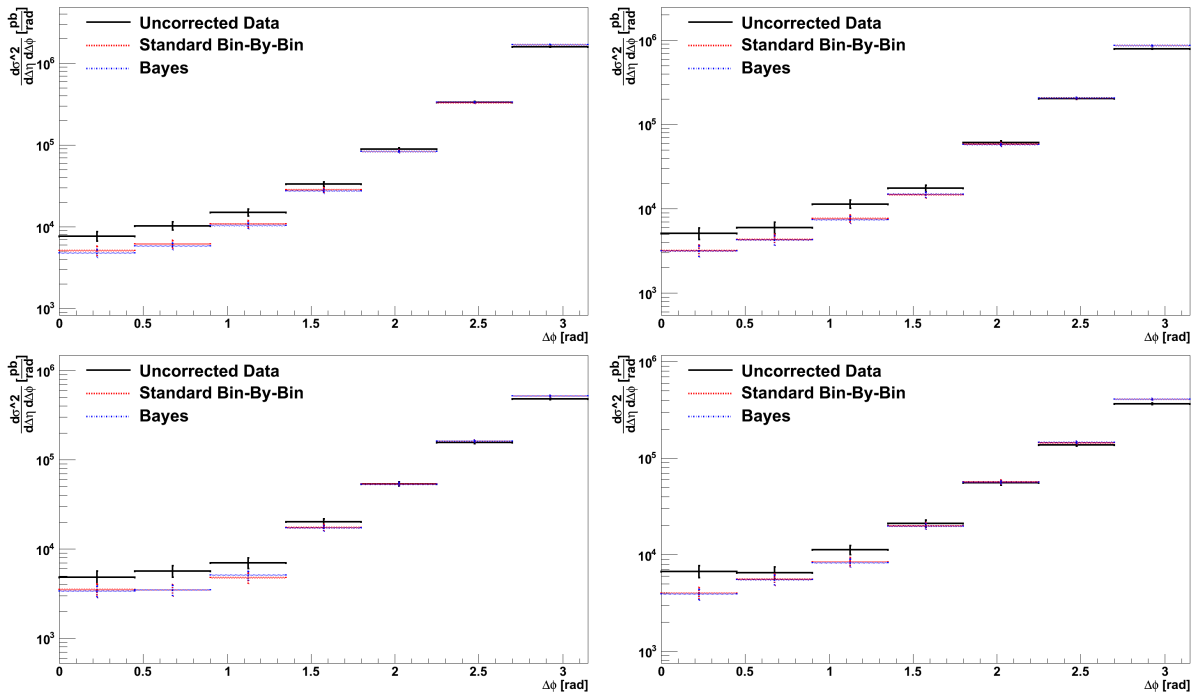 dσ^2 [pb]
dΔη dΔϕ [rad]
Uncorrected Data
Standard Bin-By-Bin
Bayes
10^6
10^5
10^4
10^3
0 0.5 1 1.5 2 2.5 3
Δϕ [rad]
dσ^2 [pb]
dΔη dΔϕ [rad]
Uncorrected Data
Standard Bin-By-Bin
Bayes
10^6
10^5
10^4
10^3
0 0.5 1 1.5 2 2.5 3
Δϕ [rad]
dσ^2 [pb]
dΔη dΔϕ [rad]
Uncorrected Data
Standard Bin-By-Bin
Bayes
10^6
10^5
10^4
10^3
0 0.5 1 1.5 2 2.5 3
Δϕ [rad]
dσ^2 [pb]
dΔη dΔϕ [rad]
Uncorrected Data
Standard Bin-By-Bin
Bayes
10^6
10^5
10^4
10^3
0 0.5 1 1.5 2 2.5 3
Δϕ [rad]